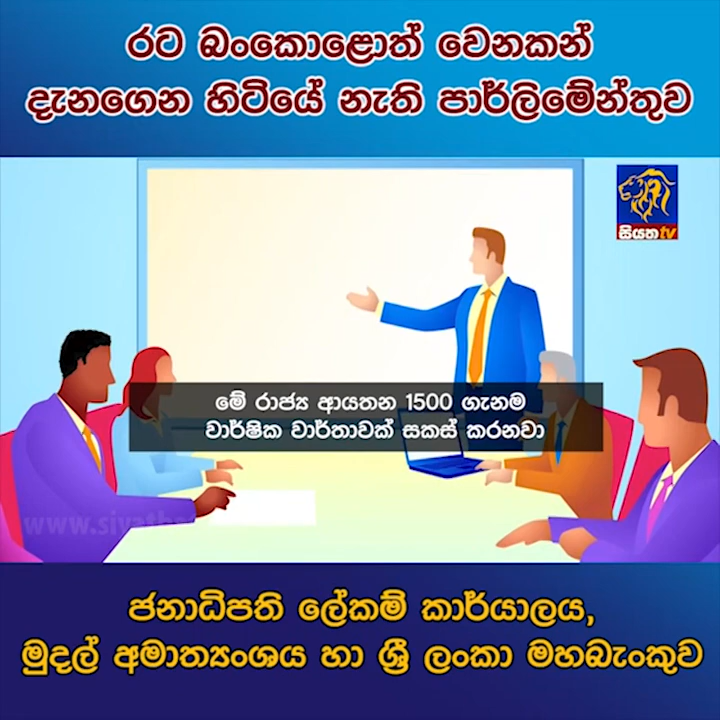 රට බංකොළොත් වෙනකන්
දැනගෙන හිටියේ නැති පාර්ලිමේන්තුව
සියත tv
මේ රාජ්‍ය ආයතන 1500 ගැනම
වාර්ෂික වාර්තාවක් සකස් කරනවා
ජනාධිපති ලේකම් කාර්යාලය,
මුදල් අමාත්‍යංශය හා ශ්‍රී ලංකා මහබැංකුව